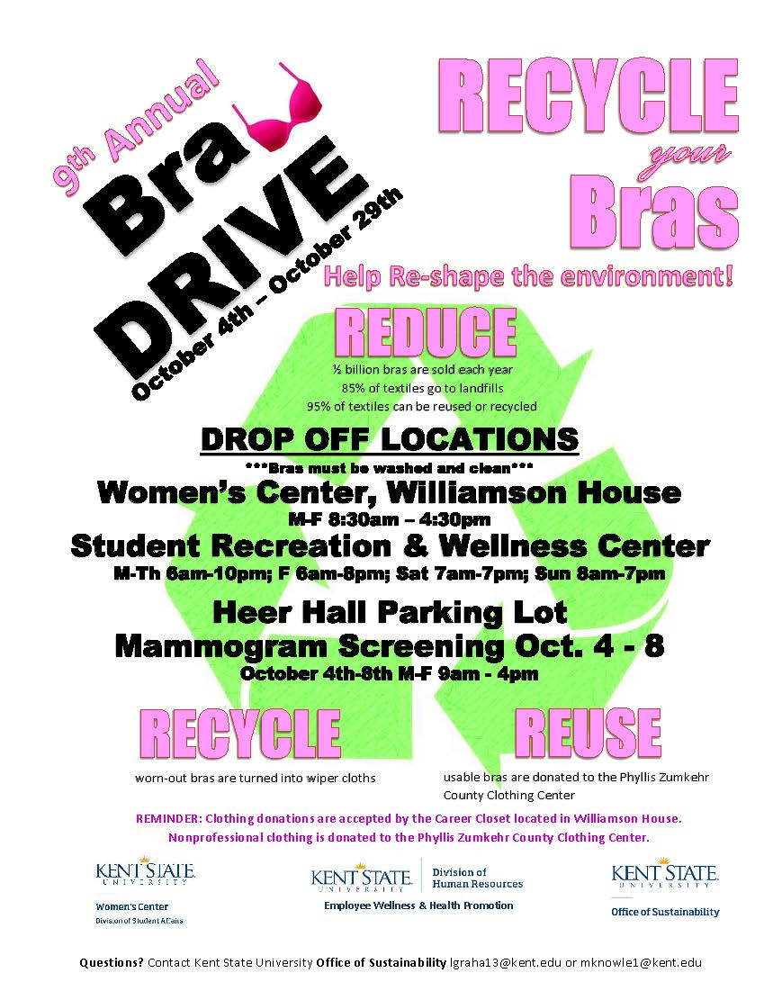 9th Annual
Bra
DRIVE
October 4th – October 29th
RECYCLE
your
Bras
Help Re-shape the environment!
REDUCE
½ billion bras are sold each year
85% of textiles go to landfills
95% of textiles can be reused or recycled
DROP OFF LOCATIONS
***Bras must be washed and clean***
Women's Center, Williamson House
M-F 8:30am – 4:30pm
Student Recreation & Wellness Center
M-Th 6am-10pm; F 6am-8pm; Sat 7am-7pm; Sun 8am-7pm
Heer Hall Parking Lot
Mammogram Screening Oct. 4 - 8
October 4th-8th M-F 9am - 4pm
RECYCLE
worn-out bras are turned into wiper cloths
REUSE
usable bras are donated to the Phyllis Zumkehr
County Clothing Center
REMINDER: Clothing donations are accepted by the Career Closet located in Williamson House.
Nonprofessional clothing is donated to the Phyllis Zumkehr County Clothing Center.
KENT STATE
UNIVERSITY
Women's Center
Division of Student Affairs
KENT STATE
UNIVERSITY
Division of
Human Resources
Employee Wellness & Health Promotion
KENT STATE
UNIVERSITY
Office of Sustainability
Questions? Contact Kent State University Office of Sustainability lgraha13@kent.edu or mknowle1@kent.edu